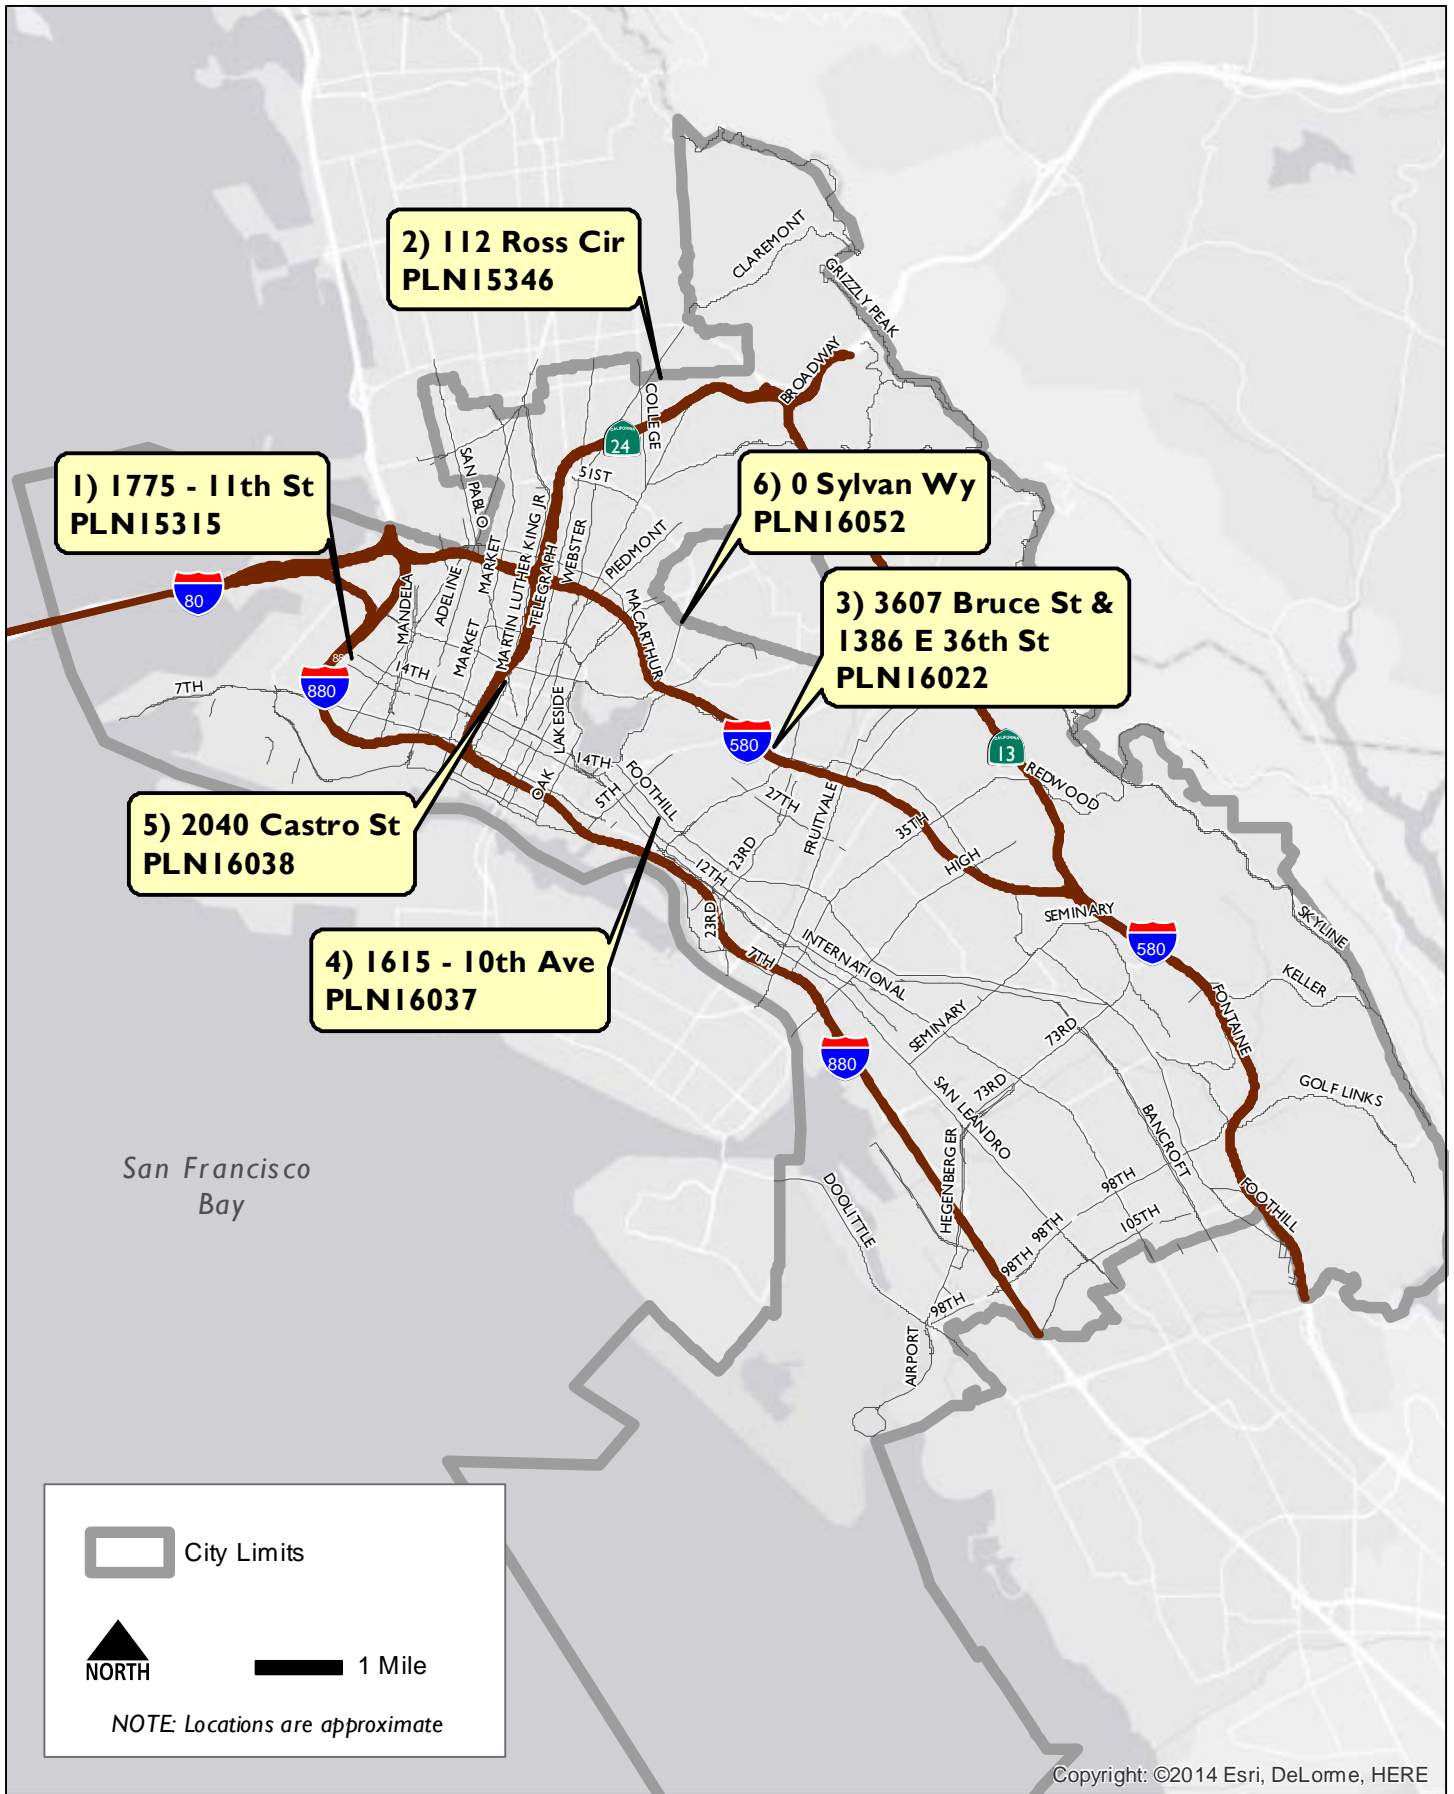 CLAREMONT
2) 112 Ross Cir
PLN15346
GRIZZLY PEAK
BROADWAY
COLLEGE
CALIFORNIA
24
51ST
SAN PABLO
1) 1775 - 11th St
PLN15315
6) 0 Sylvan Wy
PLN16052
MARTIN LUTHER KING JR
WEBSTER
PIEDMONT
MARKET
TELEGRAPH
ADELINE
MANDELA
80
MACARTHUR
3) 3607 Bruce St &
1386 E 36th St
PLN16022
MARKET
88
14TH
7TH
880
LAKESIDE
580
CALIFORNIA
13
REDWOOD
14TH
FOOTHILL
OAK
5TH
27TH
FRUITVALE
35TH
5) 2040 Castro St
PLN16038
23RD
12TH
HIGH
SEMINARY
23RD
SKYLINE
4) 1615 - 10th Ave
PLN16037
7TH
INTERNATIONAL
580
KELLER
FONTAINE
SEMINARY
73RD
880
73RD
GOLF LINKS
SAN LEANDRO
BANCROFT
HEGENBERGER
San Francisco
Bay
DOOLITTLE
98TH
FOOTHILL
105TH
98TH
98TH
98TH
AIRPORT
City Limits
NORTH
1 Mile
NOTE: Locations are approximate
Copyright: ©2014 Esri, DeLorme, HERE